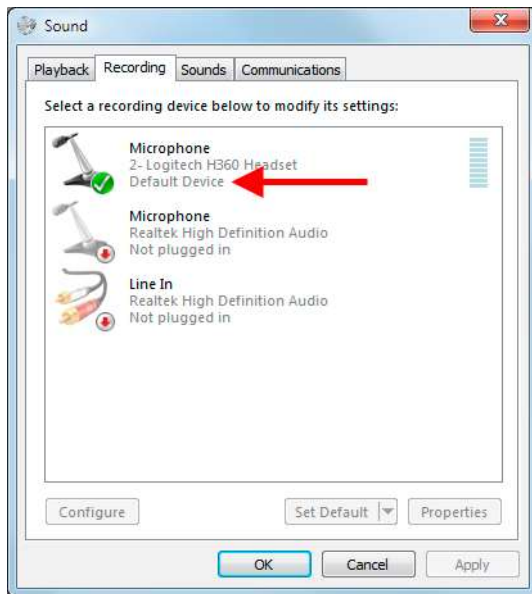 Sound
Playback Recording Sounds Communications
Select a recording device below to modify its settings:
Microphone
2- Logitech H360 Headset
Default Device
Microphone
Realtek High Definition Audio
Not plugged in
Line In
Realtek High Definition Audio
Not plugged in
Configure Set Default Properties
OK Cancel Apply